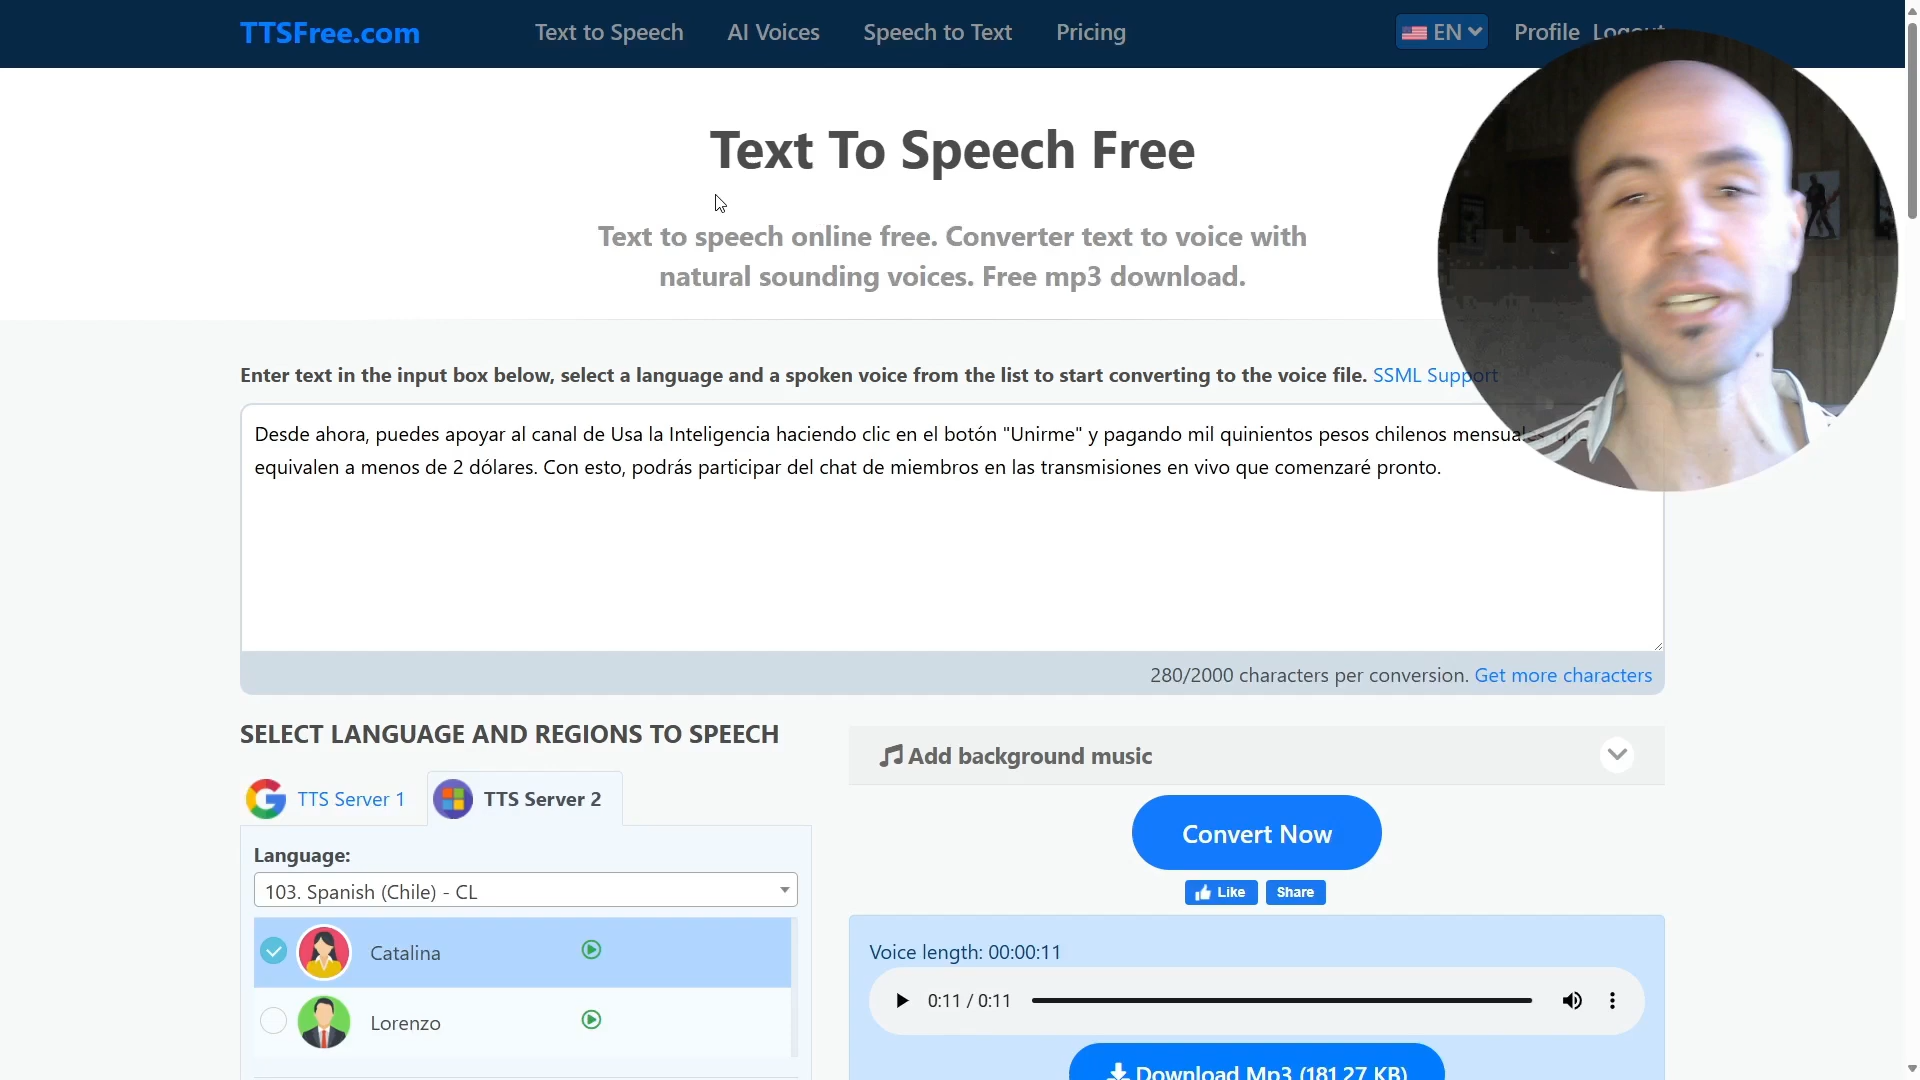 TTSFree.com Text to Speech AI Voices Speech to Text Pricing EN Profile Logout
Text To Speech Free
Text to speech online free. Converter text to voice with
natural sounding voices. Free mp3 download.
Enter text in the input box below, select a language and a spoken voice from the list to start converting to the voice file. SSML Support
Desde ahora, puedes apoyar al canal de Usa la Inteligencia haciendo clic en el botón "Unirme" y pagando mil quinientos pesos chilenos mensuales
equivalen a menos de 2 dólares. Con esto, podrás participar del chat de miembros en las transmisiones en vivo que comenzaré pronto.
280/2000 characters per conversion. Get more characters
SELECT LANGUAGE AND REGIONS TO SPEECH
TTS Server 1 TTS Server 2
Language:
103. Spanish (Chile) - CL
Catalina
Lorenzo
Add background music
Convert Now
Like Share
Voice length: 00:00:11
0:11 / 0:11
Download Mp3 (181.27 KB)